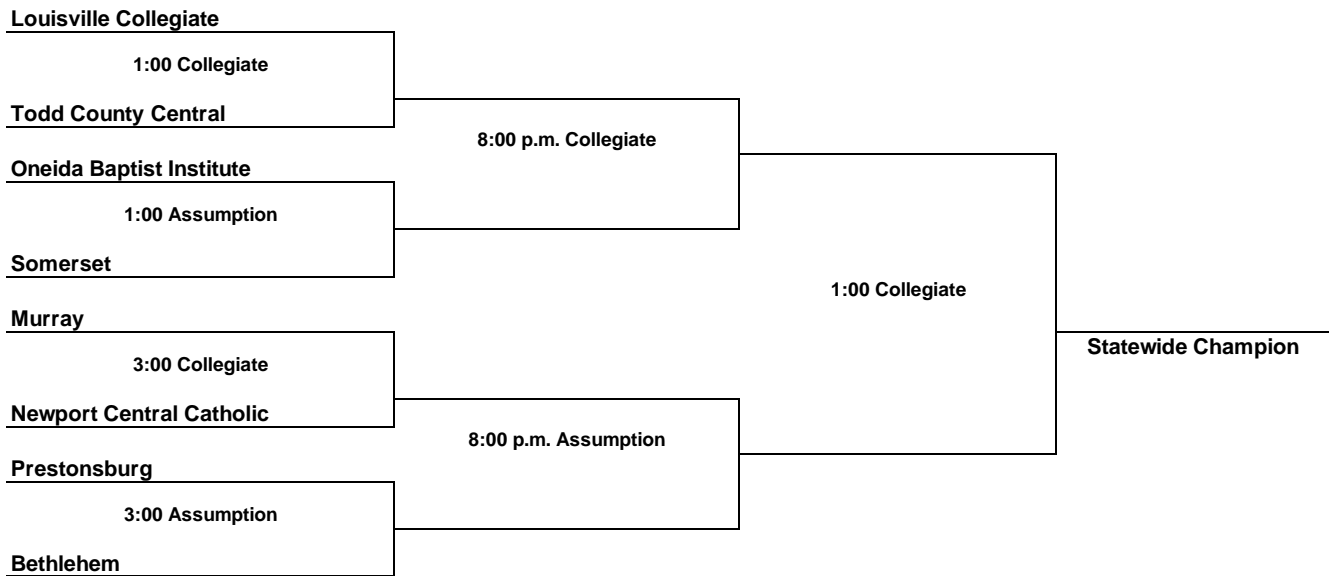 Louisville Collegiate
1:00 Collegiate
Todd County Central
8:00 p.m. Collegiate
Oneida Baptist Institute
1:00 Assumption
Somerset
1:00 Collegiate
Murray
Statewide Champion
3:00 Collegiate
Newport Central Catholic
8:00 p.m. Assumption
Prestonsburg
3:00 Assumption
Bethlehem